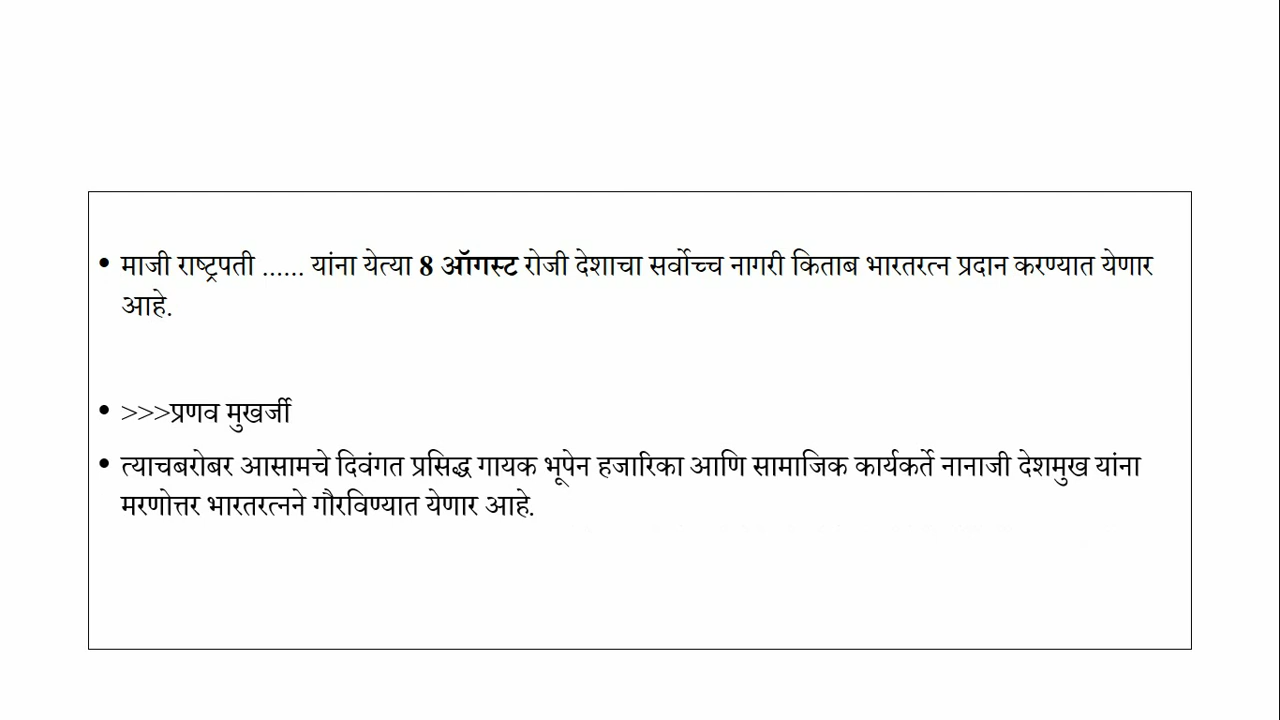 • माजी राष्ट्रपती ...... यांना येत्या 8 ऑगस्ट रोजी देशाचा सर्वोच्च नागरी किताब भारतरत्न प्रदान करण्यात येणार
आहे.
• >>>प्रणव मुखर्जी
• त्याचबरोबर आसामचे दिवंगत प्रसिद्ध गायक भूपेन हजारिका आणि सामाजिक कार्यकर्ते नानाजी देशमुख यांना
मरणोत्तर भारतरत्नने गौरविण्यात येणार आहे.